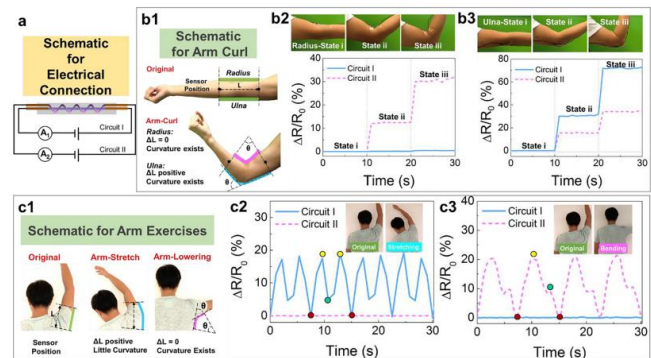 a
Schematic
for
Electrical
Connection
A1
Circuit I
A2
Circuit II
b1
Schematic
for Arm Curl
Original
Sensor
Position
Radius
L
Ulna
Arm-Curl
Radius:
ΔL = 0
Curvature exists
Ulna:
ΔL positive
Curvature Exists
θ
θ
b2
Radius-State i
State ii
State iii
Circuit I
Circuit II
ΔR/R0 (%)
40
30
20
10
0
State i
State ii
State iii
0
10
20
30
Time (s)
b3
Ulna-State i
State ii
State iii
Circuit I
Circuit II
ΔR/R0 (%)
80
60
40
20
0
State i
State ii
State iii
0
10
20
30
Time (s)
c1
Schematic for Arm Exercises
Original
Arm-Stretch
Arm-Lowering
L
θ
θ
Sensor
Position
ΔL positive
Little Curvature
ΔL = 0
Curvature Exists
c2
Circuit I
Circuit II
Original
Stretching
ΔR/R0 (%)
40
30
20
10
0
0
10
20
30
Time (s)
c3
Circuit I
Circuit II
Original
Bending
ΔR/R0 (%)
40
30
20
10
0
0
10
20
30
Time (s)